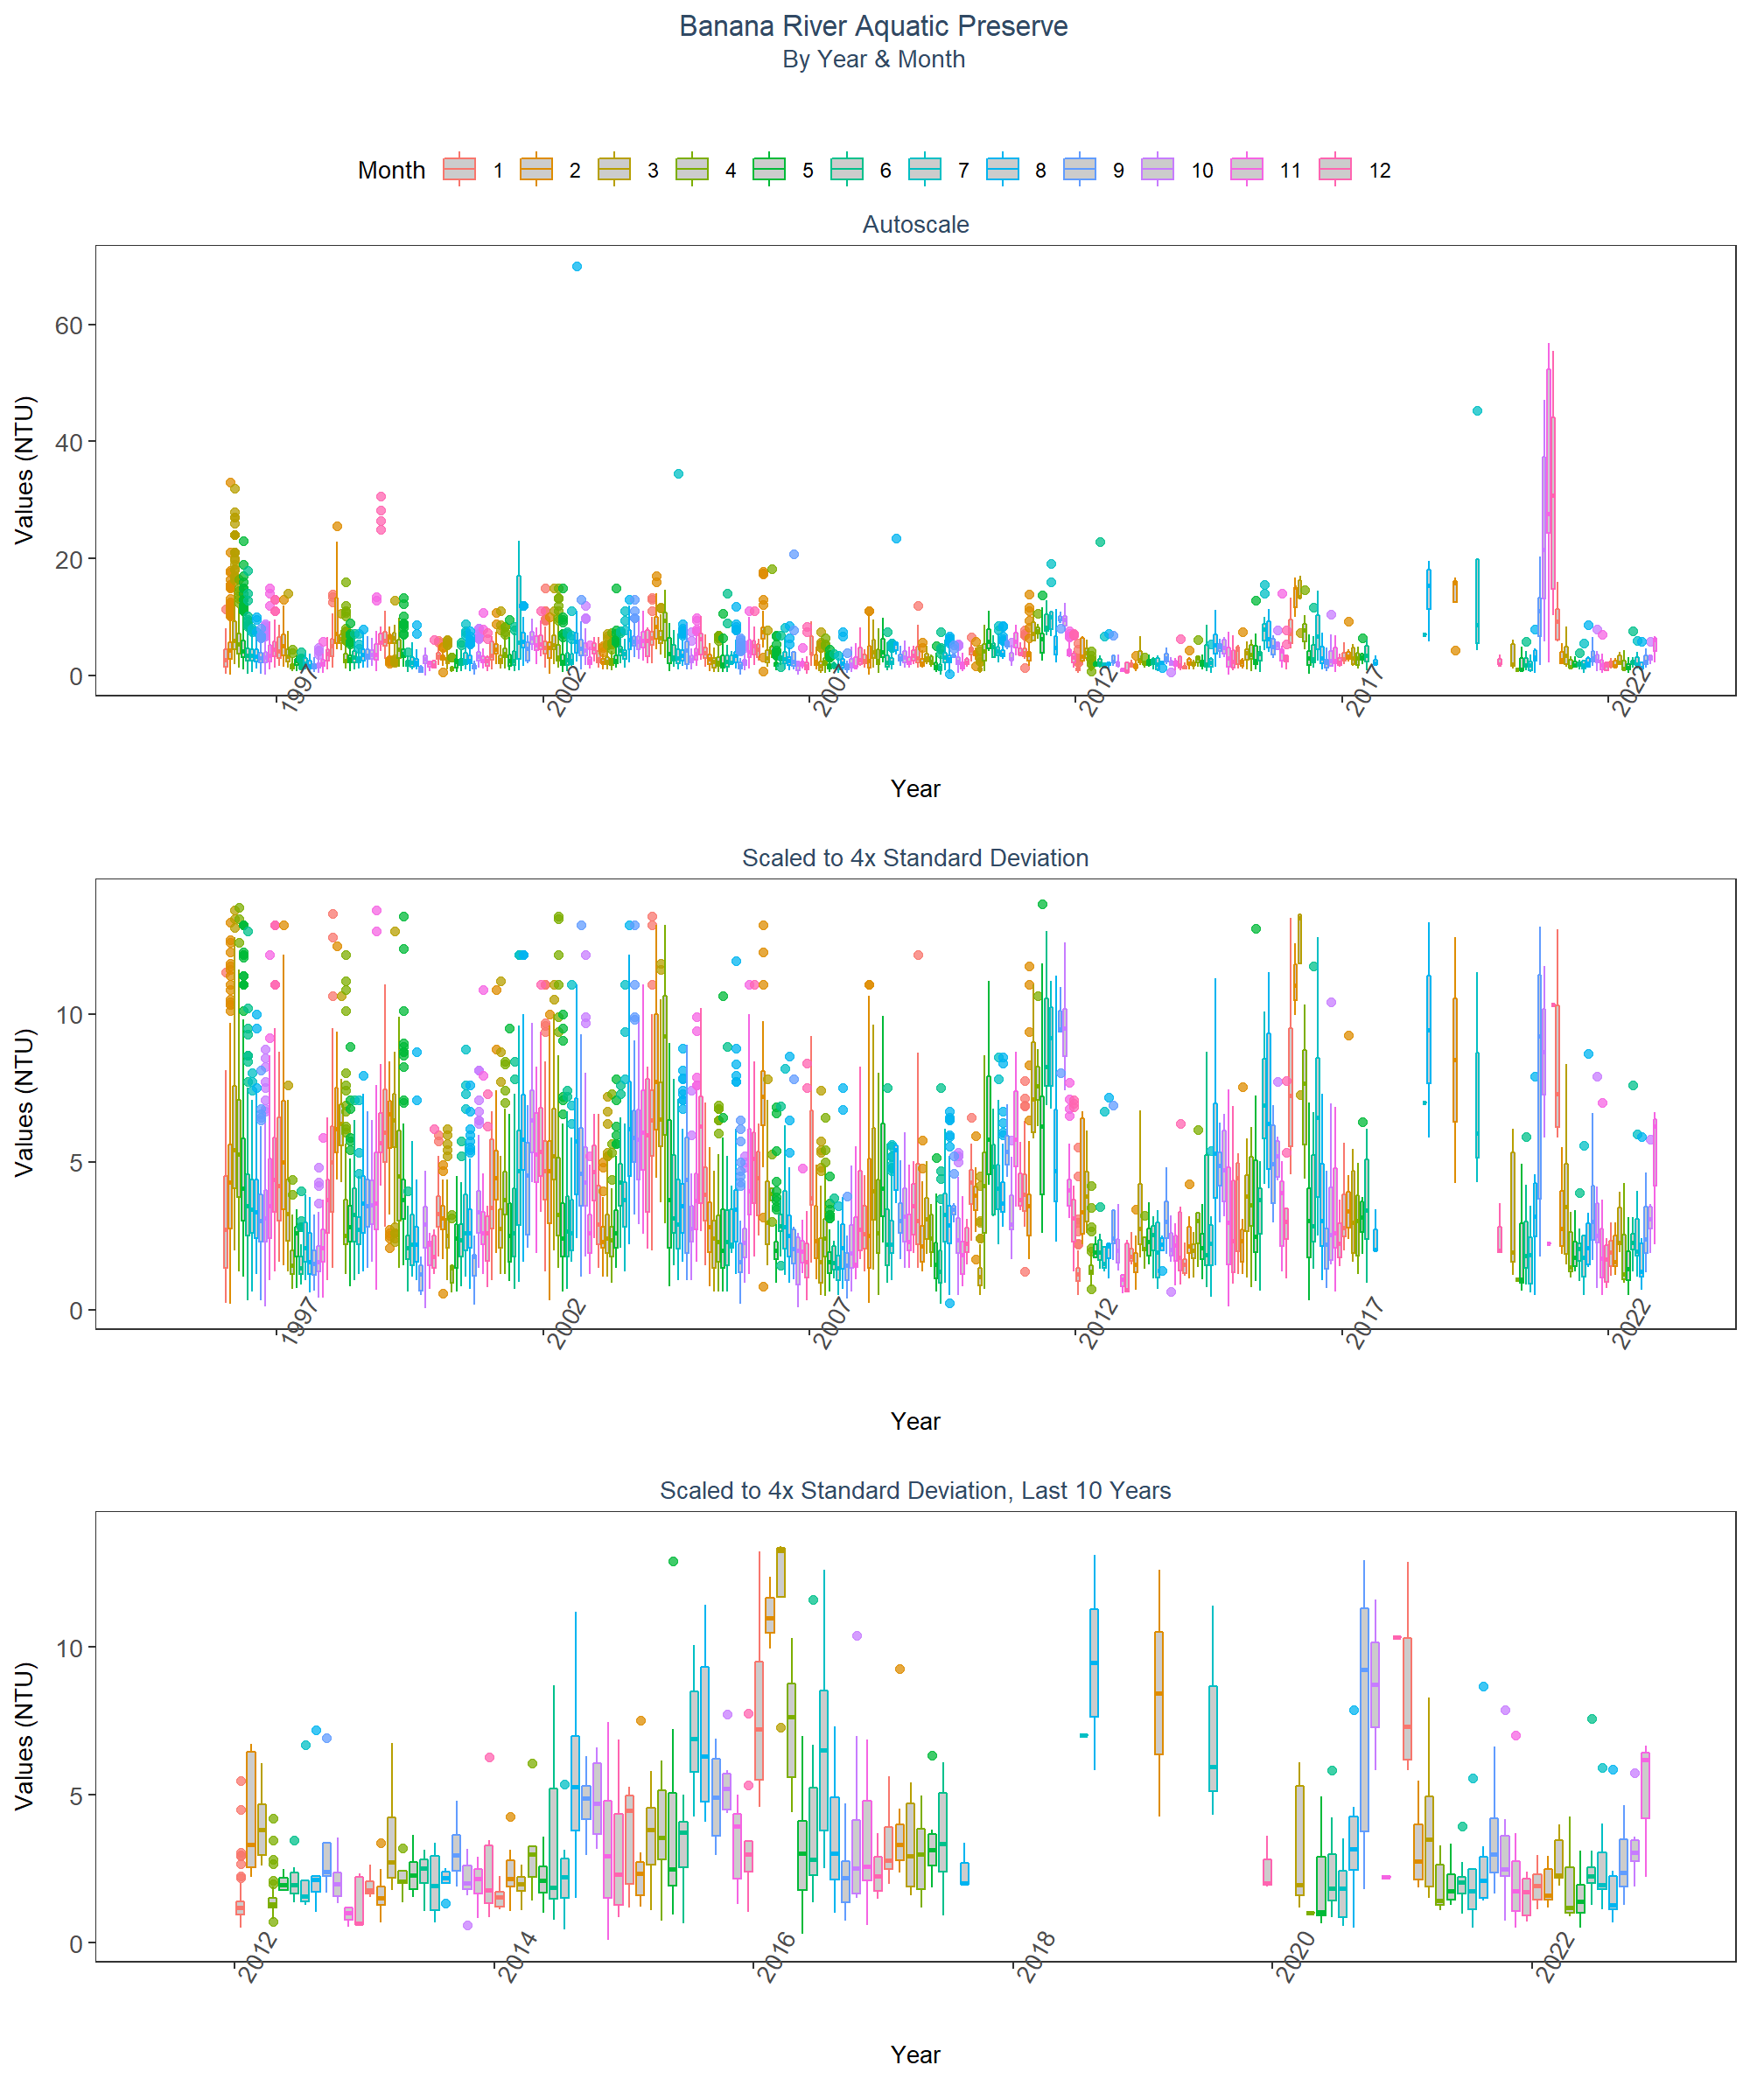 Banana River Aquatic Preserve
By Year & Month
Month 1 2 3 4 5 6 7 8 9 10 11 12
Autoscale
Values (NTU)
60
40
20
0
1997 2002 2007 2012 2017 2022
Year
Scaled to 4x Standard Deviation
Values (NTU)
10
5
0
1997 2002 2007 2012 2017 2022
Year
Scaled to 4x Standard Deviation, Last 10 Years
Values (NTU)
10
5
0
2012 2014 2016 2018 2020 2022
Year